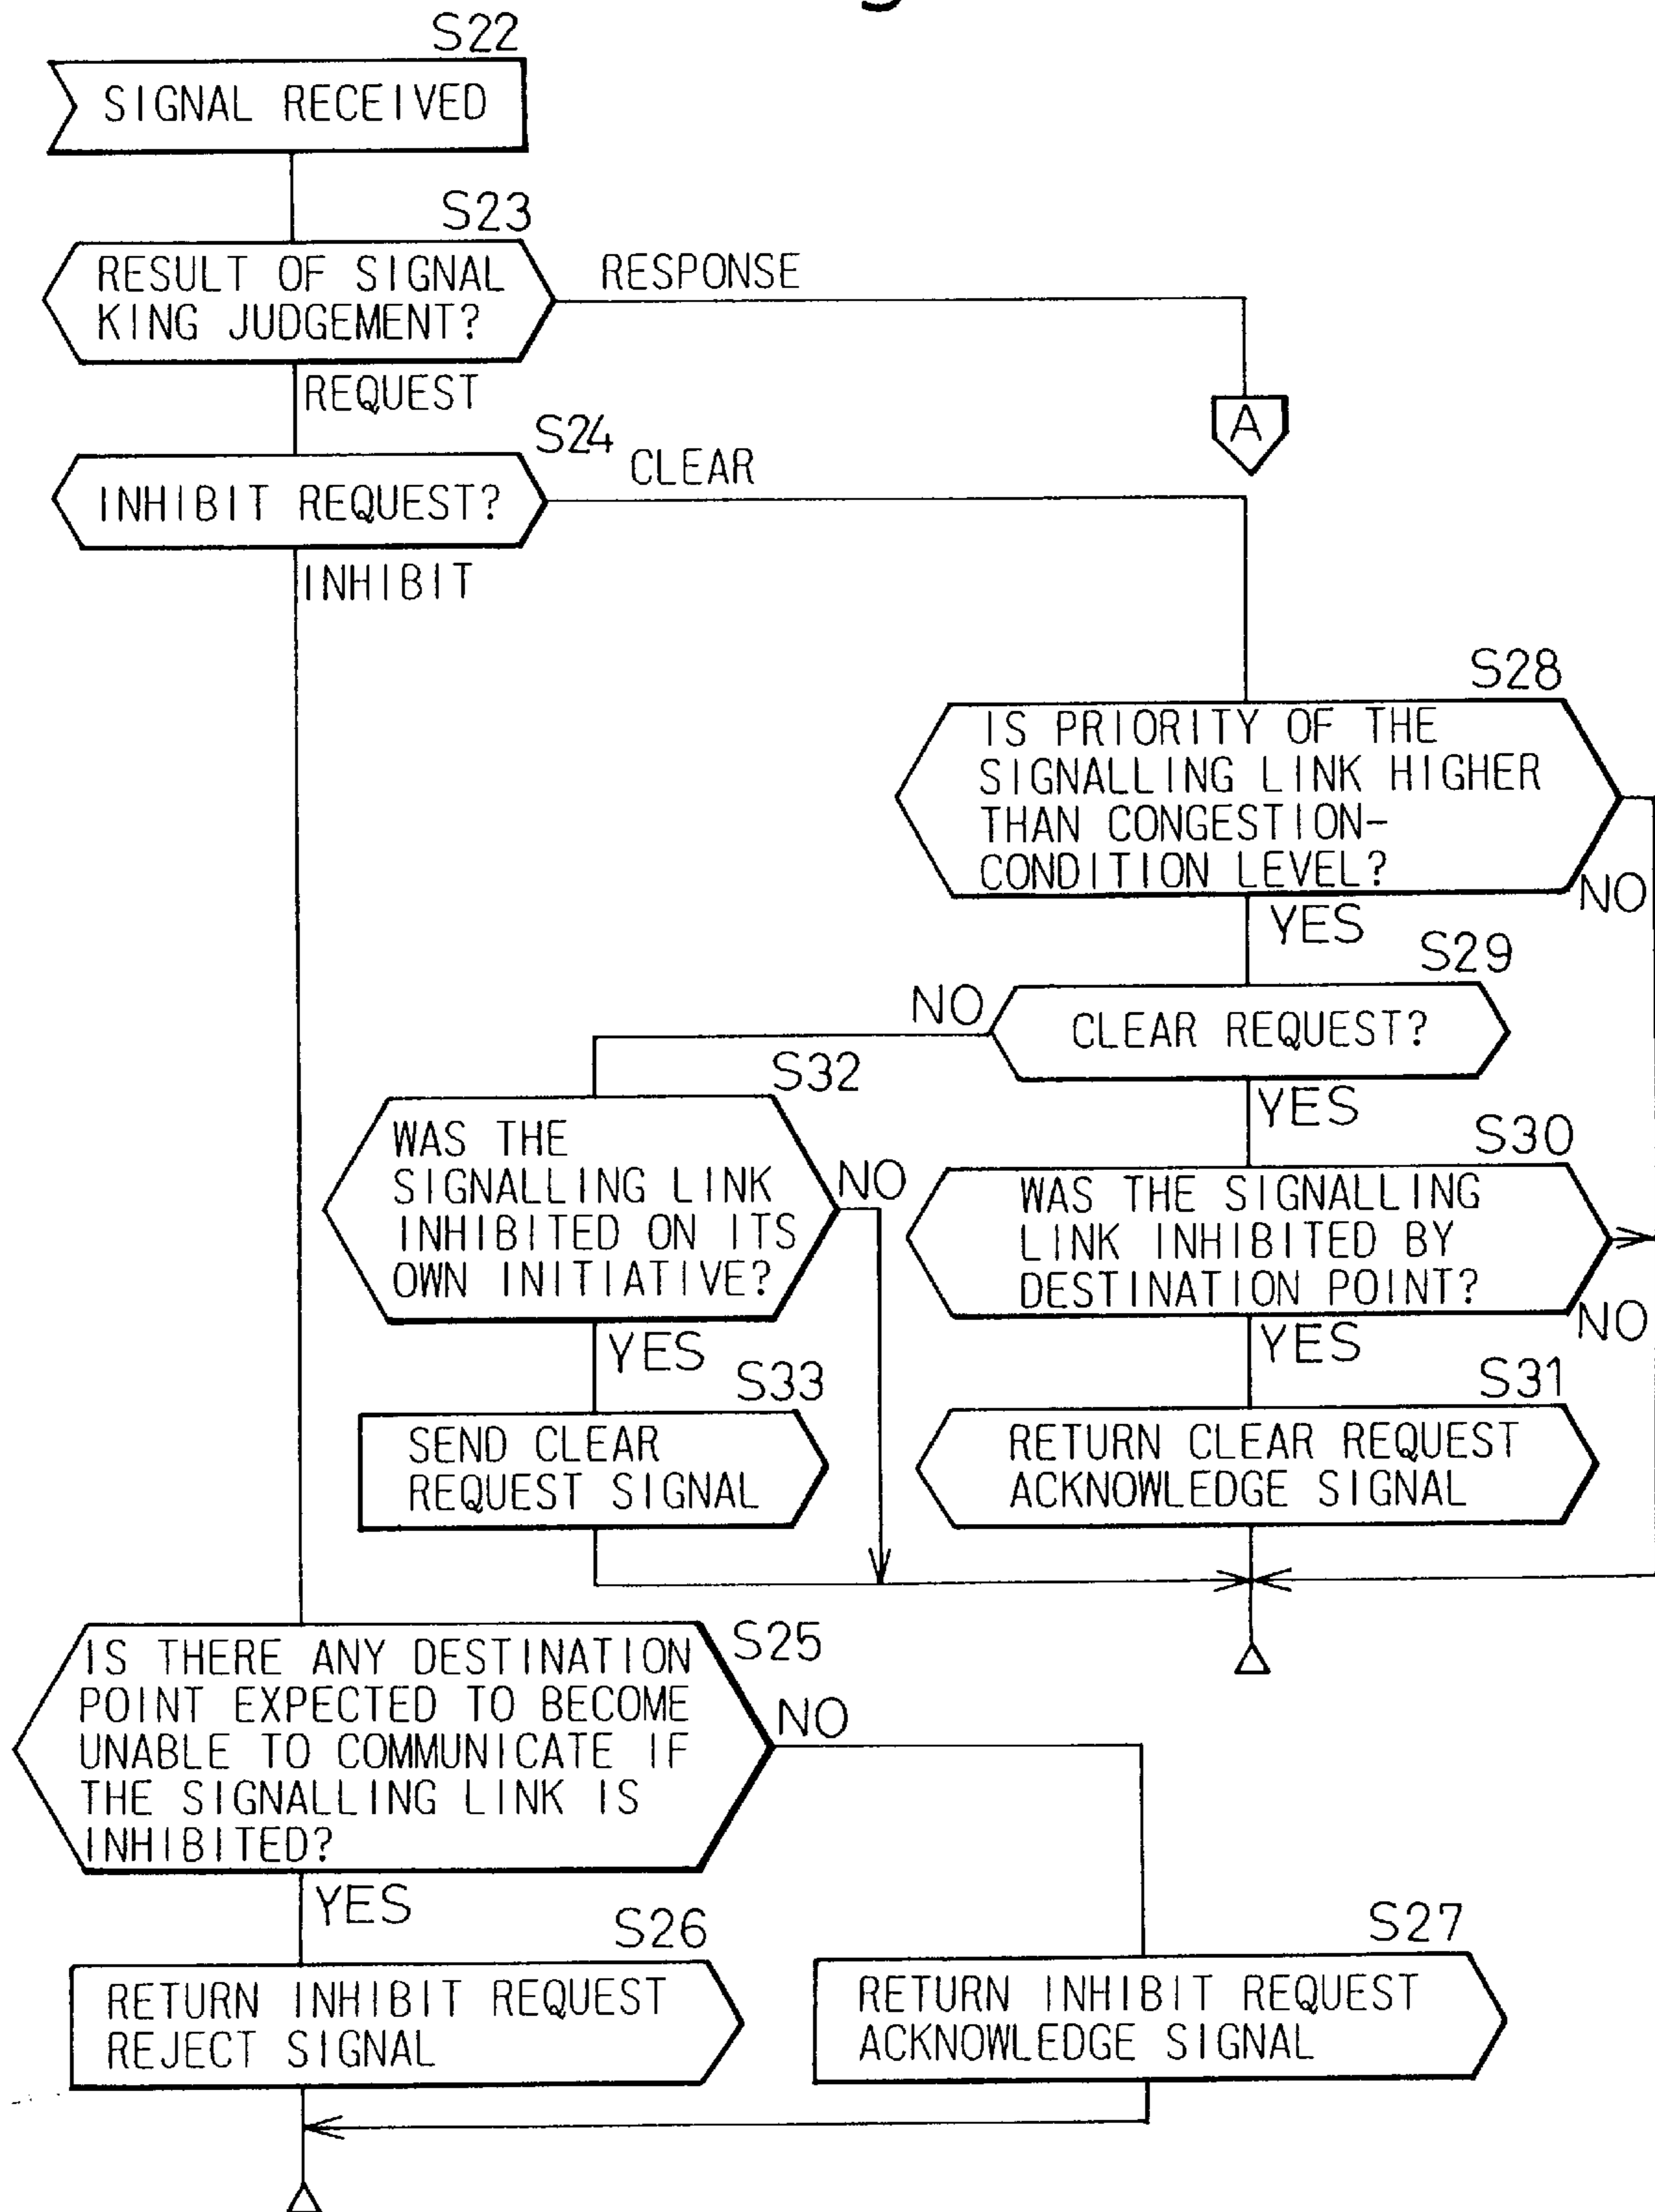 S22
SIGNAL RECEIVED
S23
RESULT OF SIGNAL
KING JUDGEMENT?
RESPONSE
REQUEST
A
S24
CLEAR
INHIBIT REQUEST?
INHIBIT
S28
IS PRIORITY OF THE
SIGNALLING LINK HIGHER
THAN CONGESTION-
CONDITION LEVEL?
NO
YES
S29
NO
CLEAR REQUEST?
YES
S32
WAS THE
SIGNALLING LINK
INHIBITED ON ITS
OWN INITIATIVE?
NO
YES
S30
WAS THE SIGNALLING
LINK INHIBITED BY
DESTINATION POINT?
NO
YES
S33
SEND CLEAR
REQUEST SIGNAL
S31
RETURN CLEAR REQUEST
ACKNOWLEDGE SIGNAL
S25
IS THERE ANY DESTINATION
POINT EXPECTED TO BECOME
UNABLE TO COMMUNICATE IF
THE SIGNALLING LINK IS
INHIBITED?
NO
YES
S26
RETURN INHIBIT REQUEST
REJECT SIGNAL
S27
RETURN INHIBIT REQUEST
ACKNOWLEDGE SIGNAL